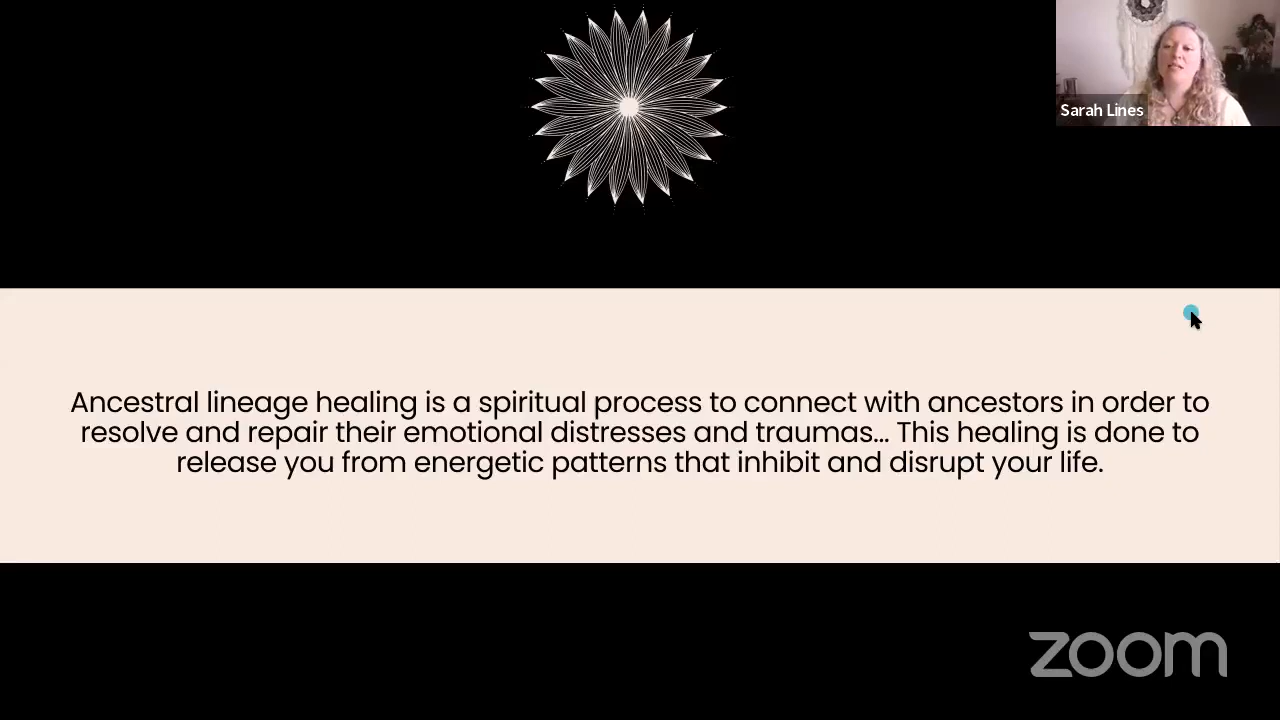 Sarah Lines
Ancestral lineage healing is a spiritual process to connect with ancestors in order to
resolve and repair their emotional distresses and traumas... This healing is done to
release you from energetic patterns that inhibit and disrupt your life.
zoom